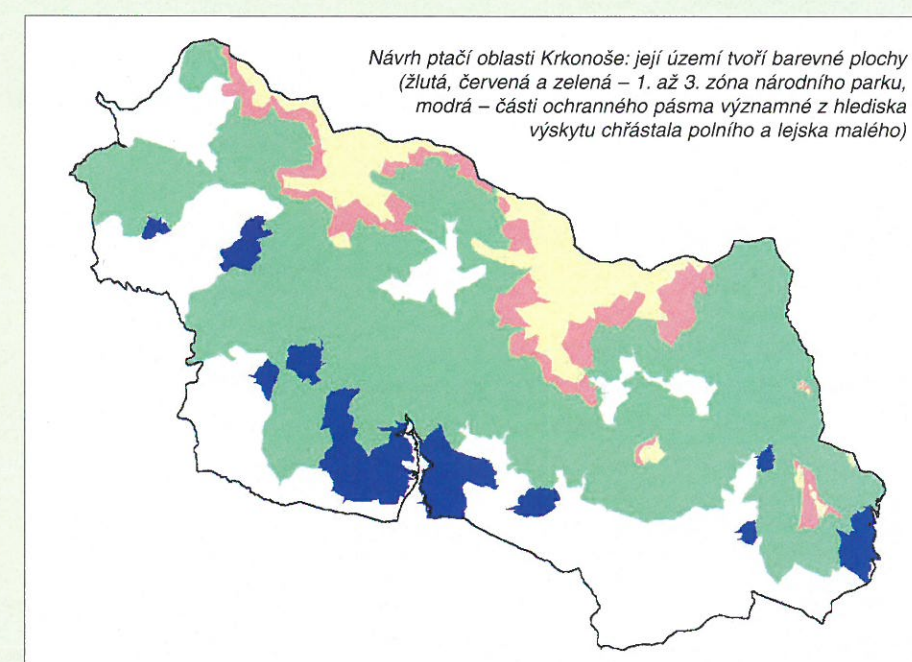 Návrh ptačí oblasti Krkonoše: její území tvoří barevné plochy
(žlutá, červená a zelená – 1. až 3. zóna národního parku,
modrá – části ochranného pásma významné z hlediska
výskytu chřástala polního a lejska malého)